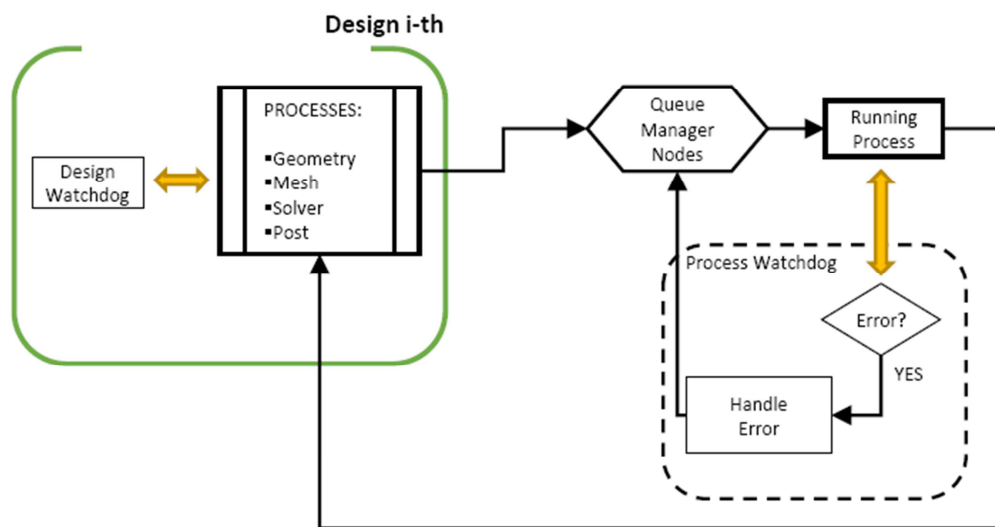 Design i-th
PROCESSES:
▪Geometry
▪Mesh
▪Solver
▪Post
Design
Watchdog
Queue
Manager
Nodes
Running
Process
Process Watchdog
Error?
YES
Handle
Error